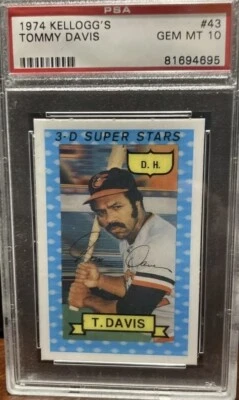 PSA
1974 KELLOGG'S #43
TOMMY DAVIS GEM MT 10
81694695
3-D SUPER STARS
D. H.
T. DAVIS